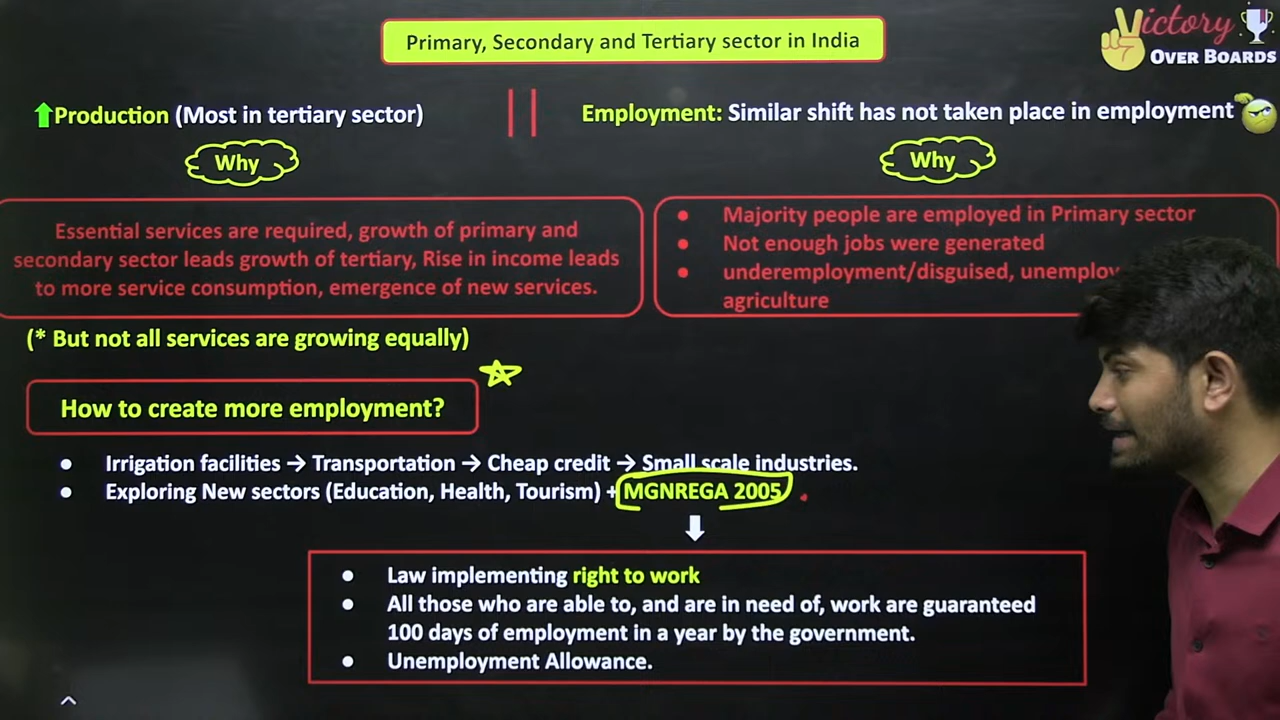 Primary, Secondary and Tertiary sector in India
Victory
OVER BOARDS
Production (Most in tertiary sector)
Employment: Similar shift has not taken place in employment
Why
Why
Essential services are required, growth of primary and
secondary sector leads growth of tertiary, Rise in income leads
to more service consumption, emergence of new services.
● Majority people are employed in Primary sector
● Not enough jobs were generated
● underemployment/disguised, unemploy
agriculture
(* But not all services are growing equally)
How to create more employment?
● Irrigation facilities → Transportation → Cheap credit → Small scale industries.
● Exploring New sectors (Education, Health, Tourism) + MGNREGA 2005
● Law implementing right to work
● All those who are able to, and are in need of, work are guaranteed
100 days of employment in a year by the government.
● Unemployment Allowance.